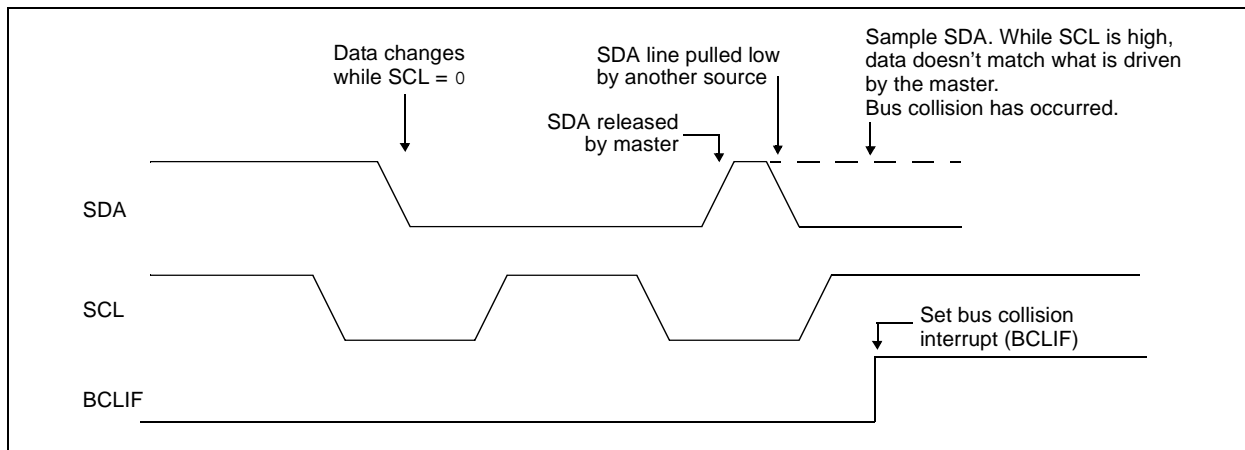 Data changes
while SCL = 0
SDA line pulled low
by another source
SDA released
by master
Sample SDA. While SCL is high,
data doesn't match what is driven
by the master.
Bus collision has occurred.
SDA
SCL
Set bus collision
interrupt (BCLIF)
BCLIF